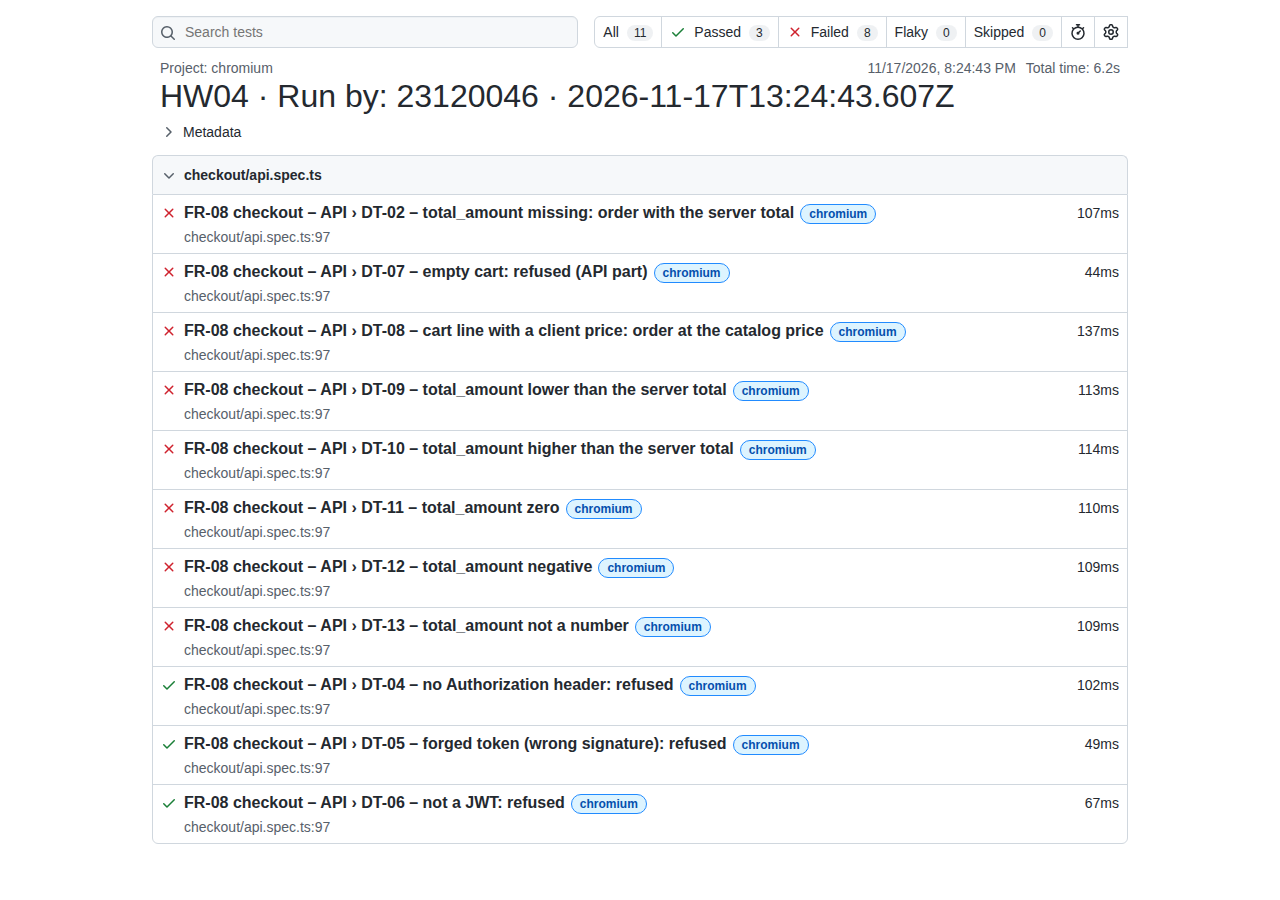 Search tests
All 11 Passed 3 Failed 8 Flaky 0 Skipped 0
Project: chromium 11/17/2026, 8:24:43 PM Total time: 6.2s
HW04 · Run by: 23120046 · 2026-11-17T13:24:43.607Z
Metadata
checkout/api.spec.ts
FR-08 checkout – API › DT-02 – total_amount missing: order with the server total chromium 107ms
checkout/api.spec.ts:97
FR-08 checkout – API › DT-07 – empty cart: refused (API part) chromium 44ms
checkout/api.spec.ts:97
FR-08 checkout – API › DT-08 – cart line with a client price: order at the catalog price chromium 137ms
checkout/api.spec.ts:97
FR-08 checkout – API › DT-09 – total_amount lower than the server total chromium 113ms
checkout/api.spec.ts:97
FR-08 checkout – API › DT-10 – total_amount higher than the server total chromium 114ms
checkout/api.spec.ts:97
FR-08 checkout – API › DT-11 – total_amount zero chromium 110ms
checkout/api.spec.ts:97
FR-08 checkout – API › DT-12 – total_amount negative chromium 109ms
checkout/api.spec.ts:97
FR-08 checkout – API › DT-13 – total_amount not a number chromium 109ms
checkout/api.spec.ts:97
FR-08 checkout – API › DT-04 – no Authorization header: refused chromium 102ms
checkout/api.spec.ts:97
FR-08 checkout – API › DT-05 – forged token (wrong signature): refused chromium 49ms
checkout/api.spec.ts:97
FR-08 checkout – API › DT-06 – not a JWT: refused chromium 67ms
checkout/api.spec.ts:97